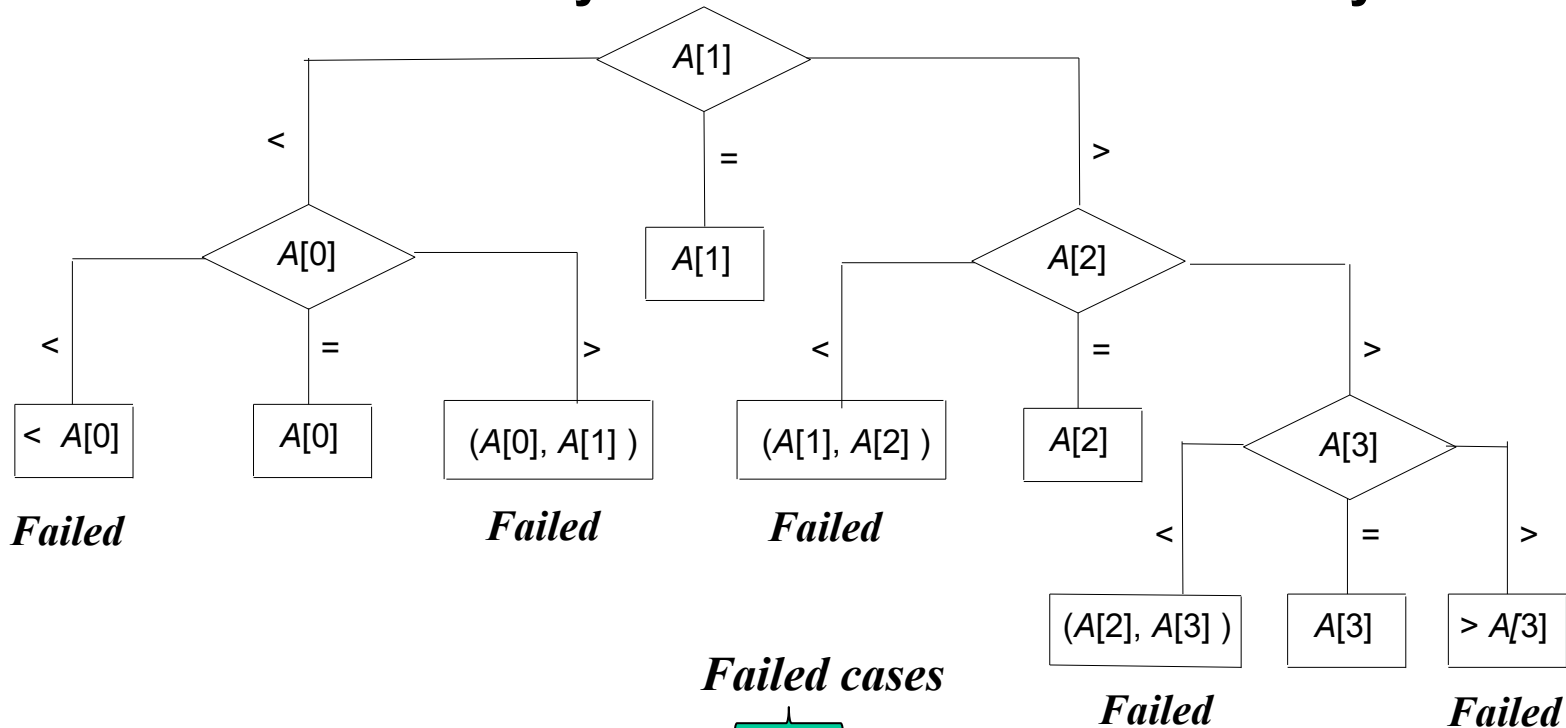 A[1]
<
=
>
A[0]
A[1]
A[2]
<
=
>
<
=
>
< A[0]
A[0]
(A[0], A[1] )
(A[1], A[2] )
A[2]
A[3]
Failed
Failed
Failed
<
=
>
(A[2], A[3] )
A[3]
> A[3]
Failed cases
Failed
Failed